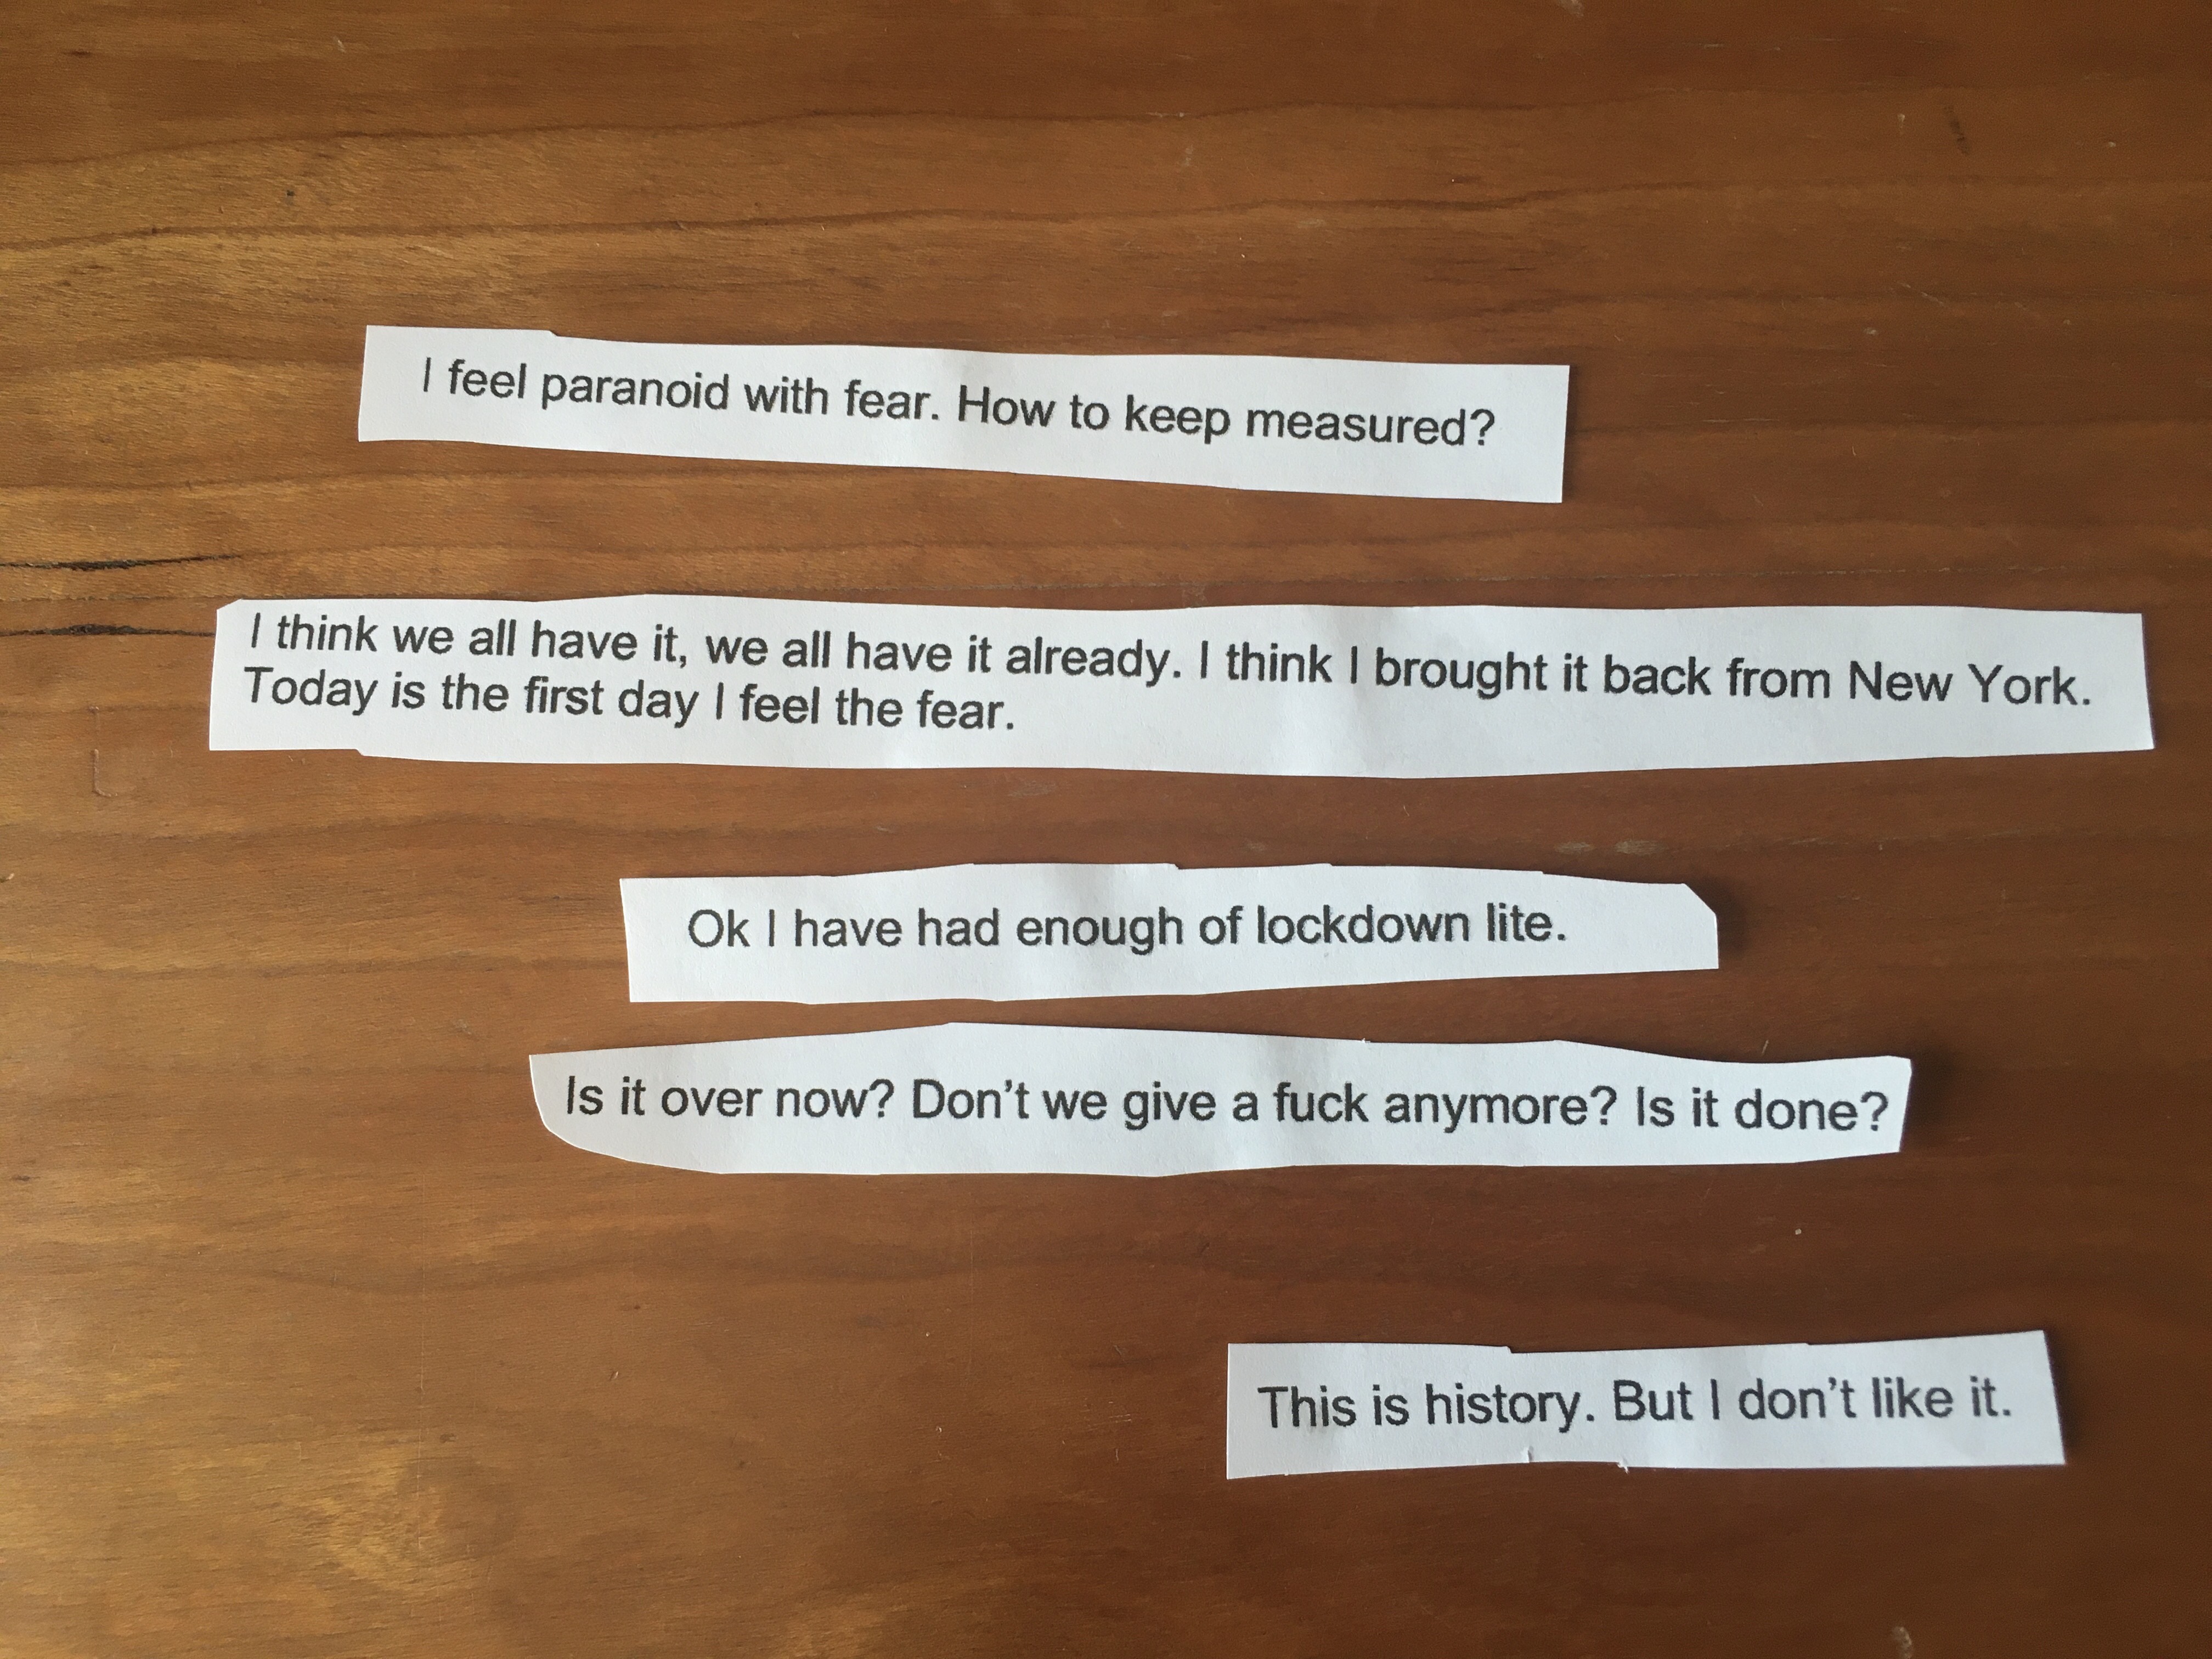 I feel paranoid with fear. How to keep measured?
I think we all have it, we all have it already. I think I brought it back from New York.
Today is the first day I feel the fear.
Ok I have had enough of lockdown lite.
Is it over now? Don’t we give a fuck anymore? Is it done?
This is history. But I don’t like it.